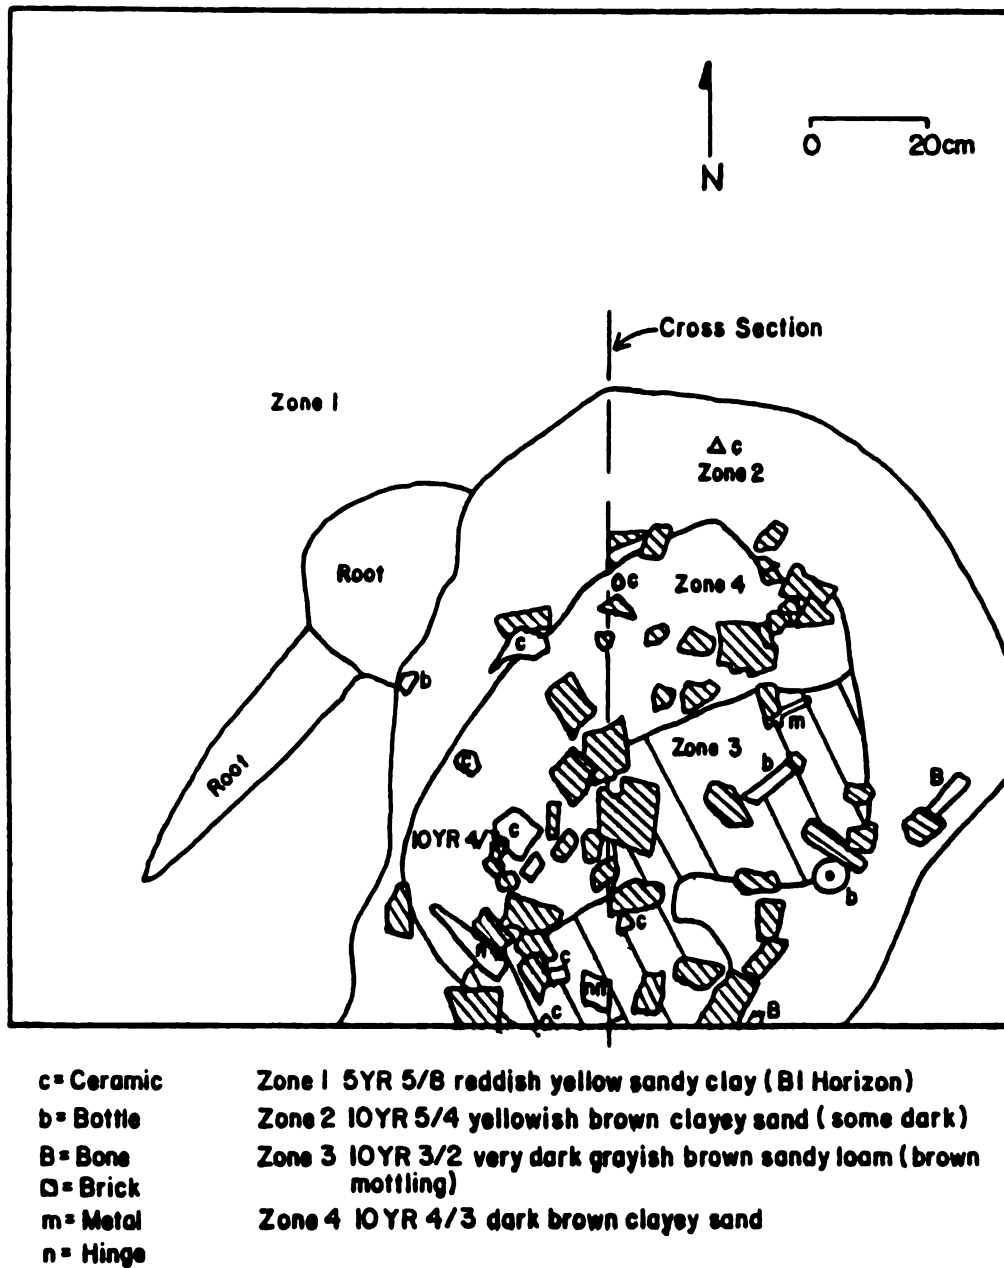 N
0 20cm
Cross Section
Zone 1
c
Zone 2
Root
c
Zone 4
c
b
Root
c
m
Zone 3
b
B
10YR 4/3
c
b
c
n
c
nn
c
B
c = Ceramic
b = Bottle
B = Bone
= Brick
m = Metal
n = Hinge
Zone 1 5YR 5/8 reddish yellow sandy clay (B1 Horizon)
Zone 2 10YR 5/4 yellowish brown clayey sand (some dark)
Zone 3 10YR 3/2 very dark grayish brown sandy loam (brown
mottling)
Zone 4 10YR 4/3 dark brown clayey sand